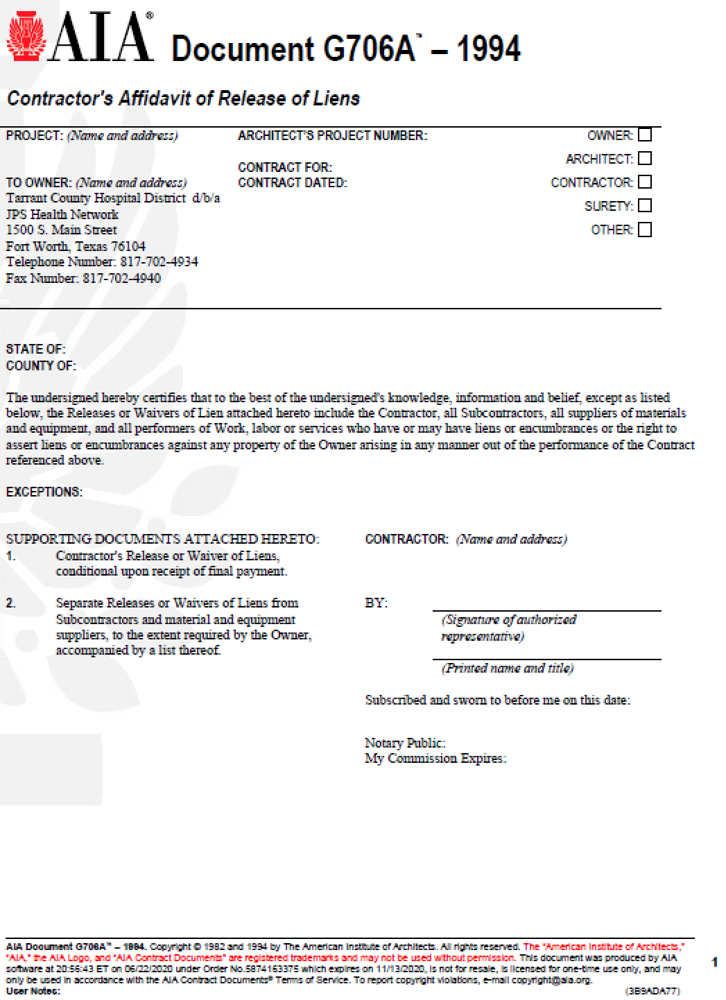 AIA® Document G706A™ – 1994
Contractor's Affidavit of Release of Liens
PROJECT: (Name and address)
ARCHITECT'S PROJECT NUMBER:
OWNER:
ARCHITECT:
CONTRACT FOR:
TO OWNER: (Name and address)
CONTRACT DATED:
CONTRACTOR:
Tarrant County Hospital District d/b/a
SURETY:
JPS Health Network
1500 S. Main Street
OTHER:
Fort Worth, Texas 76104
Telephone Number: 817-702-4934
Fax Number: 817-702-4940
STATE OF:
COUNTY OF:
The undersigned hereby certifies that to the best of the undersigned's knowledge, information and belief, except as listed
below, the Releases or Waivers of Lien attached hereto include the Contractor, all Subcontractors, all suppliers of materials
and equipment, and all performers of Work, labor or services who have or may have liens or encumbrances or the right to
assert liens or encumbrances against any property of the Owner arising in any manner out of the performance of the Contract
referenced above.
EXCEPTIONS:
SUPPORTING DOCUMENTS ATTACHED HERETO:
1. Contractor's Release or Waiver of Liens,
conditional upon receipt of final payment.
2. Separate Releases or Waivers of Liens from
Subcontractors and material and equipment
suppliers, to the extent required by the Owner,
accompanied by a list thereof.
CONTRACTOR: (Name and address)
BY:
(Signature of authorized
representative)
(Printed name and title)
Subscribed and sworn to before me on this date:
Notary Public:
My Commission Expires:
AIA Document G706A™ – 1994. Copyright © 1982 and 1994 by The American Institute of Architects. All rights reserved. The "American Institute of Architects,"
"AIA," the AIA Logo, and "AIA Contract Documents" are registered trademarks and may not be used without permission. This document was produced by AIA
software at 20:56:43 ET on 06/22/2020 under Order No.5874163375 which expires on 11/13/2020, is not for resale, is licensed for one-time use only, and may
only be used in accordance with the AIA Contract Documents® Terms of Service. To report copyright violations, e-mail copyright@aia.org.
User Notes: (3B9ADA77)
1